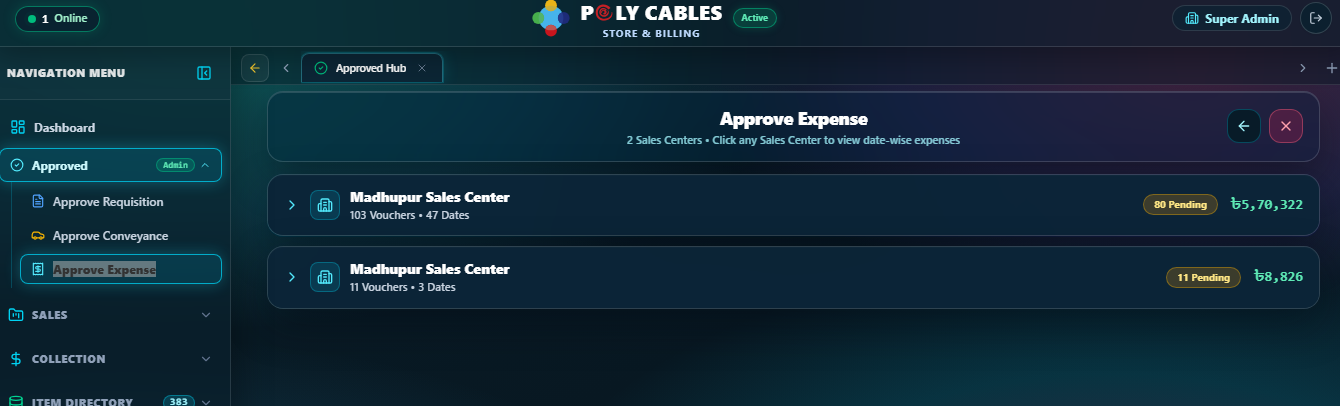 1 Online
POLY CABLES
STORE & BILLING
Active
Super Admin
NAVIGATION MENU
Approved Hub
Dashboard
Approved Admin
Approve Requisition
Approve Conveyance
Approve Expense
SALES
COLLECTION
ITEM DIRECTORY 383
Approve Expense
2 Sales Centers • Click any Sales Center to view date-wise expenses
Madhupur Sales Center
103 Vouchers • 47 Dates
80 Pending ৳5,70,322
Madhupur Sales Center
11 Vouchers • 3 Dates
11 Pending ৳8,826